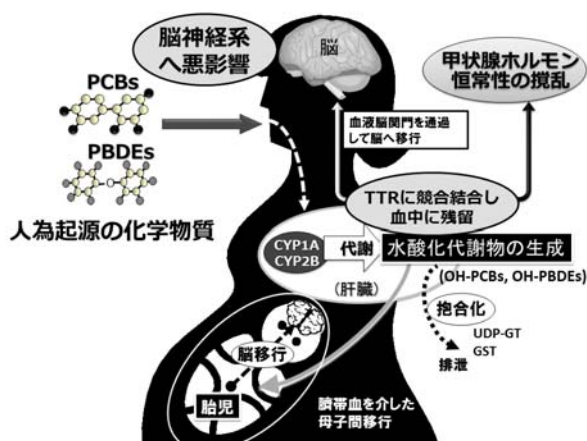 脳神経系
へ悪影響
脳
甲状腺ホルモン
恒常性の撹乱
PCBs
PBDEs
O
人為起源の化学物質
血液脳関門を通過
して脳へ移行
TTRに競合結合し
血中に残留
CYP1A
CYP2B
代謝
水酸化代謝物の生成
(OH-PCBs, OH-PBDEs)
(肝臓)
抱合化
UDP-GT
GST
排泄
脳移行
胎児
臍帯血を介した
母子間移行